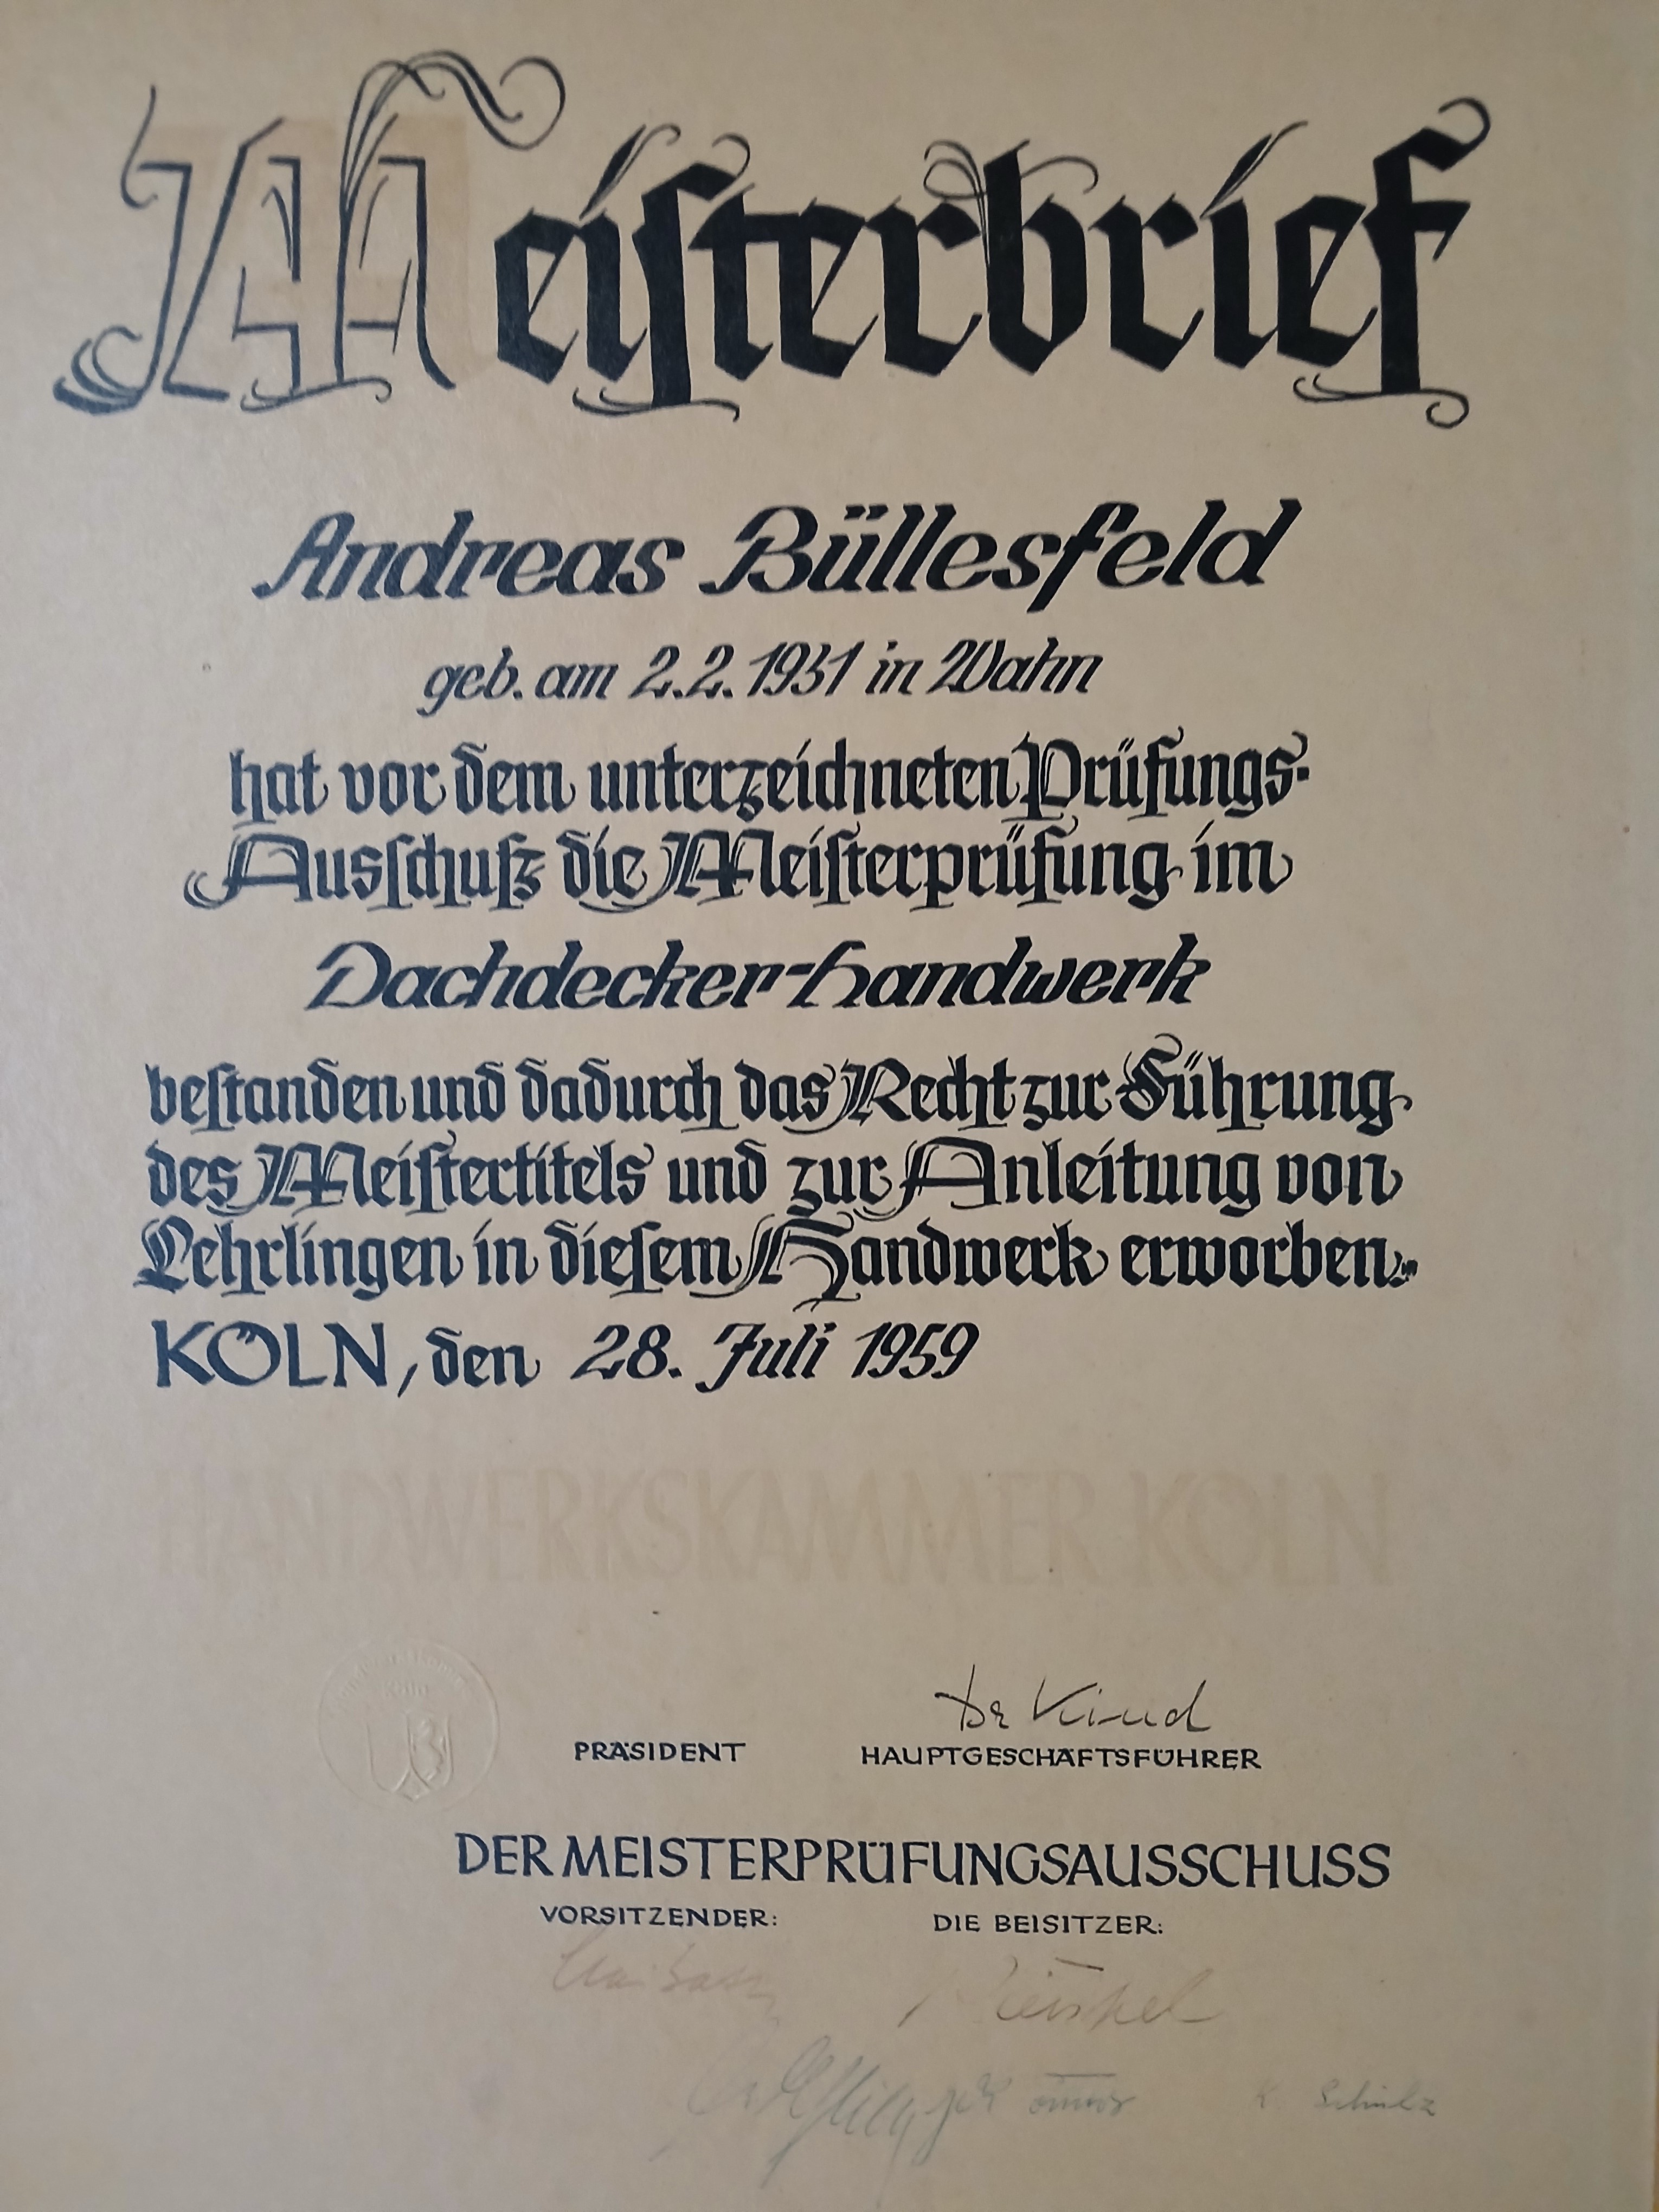 Meisterbrief
Andreas Büllesfeld
geb. am 2.2.1931 in Wahn
hat vor dem unterzeichneten Prüfungs-
Ausschuß die Meisterprüfung im
Dachdecker-Handwerk
bestanden und dadurch das Recht zur Führung
des Meistertitels und zur Anleitung von
Lehrlingen in diesem Handwerk erworben.
KÖLN, den 28. Juli 1959
HANDWERKSKAMMER KÖLN
Dr Kind
PRÄSIDENT HAUPTGESCHÄFTSFÜHRER
DER MEISTERPRÜFUNGSAUSSCHUSS
VORSITZENDER: DIE BEISITZER:
K Schulz